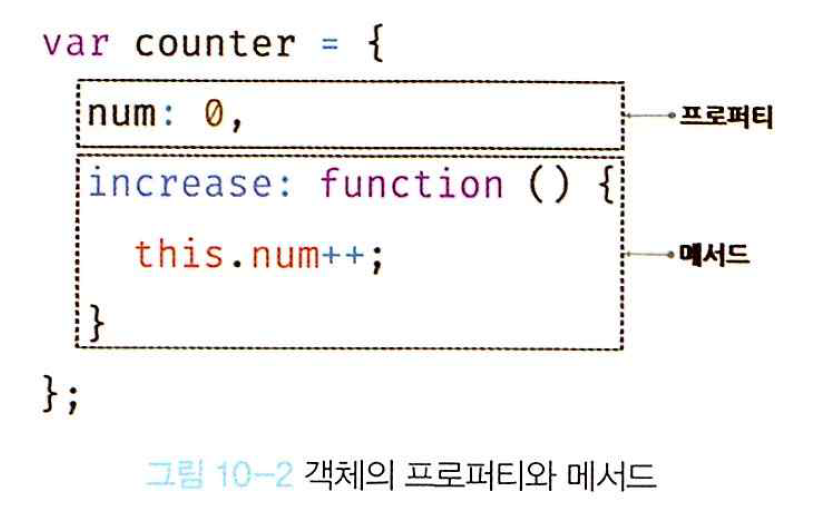 var counter = {
num: 0,
프로퍼티
increase: function () {
this.num++;
메서드
}
};
그림 10-2 객체의 프로퍼티와 메서드